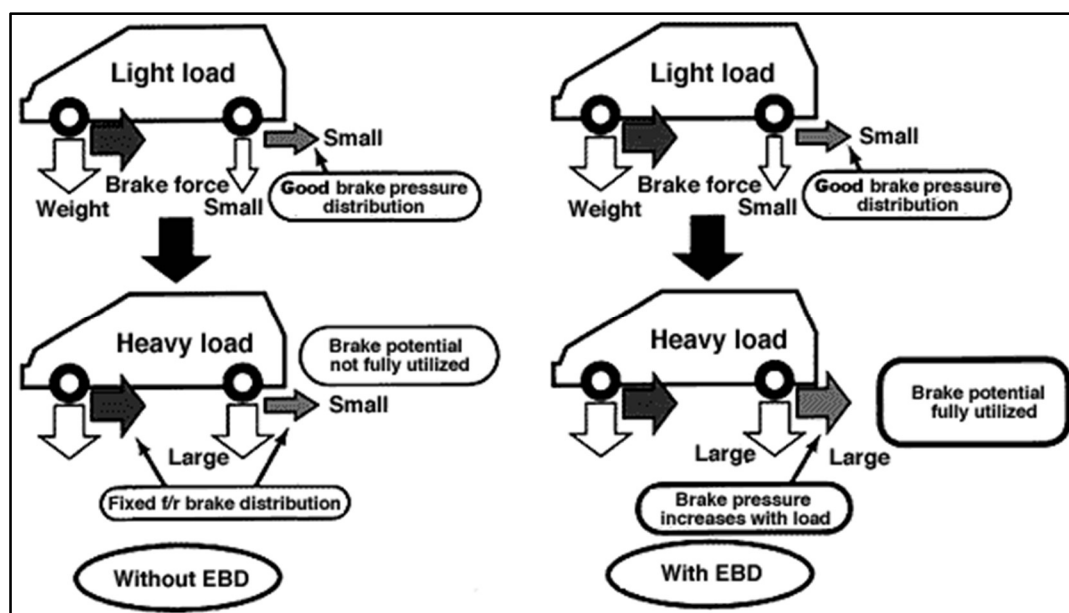 Light load
Small
Brake force
Good brake pressure
distribution
Weight
Small
Heavy load
Brake potential
not fully utilized
Small
Large
Fixed f/r brake distribution
Without EBD
Light load
Small
Brake force
Good brake pressure
distribution
Weight
Small
Heavy load
Brake potential
fully utilized
Large
Large
Brake pressure
increases with load
With EBD